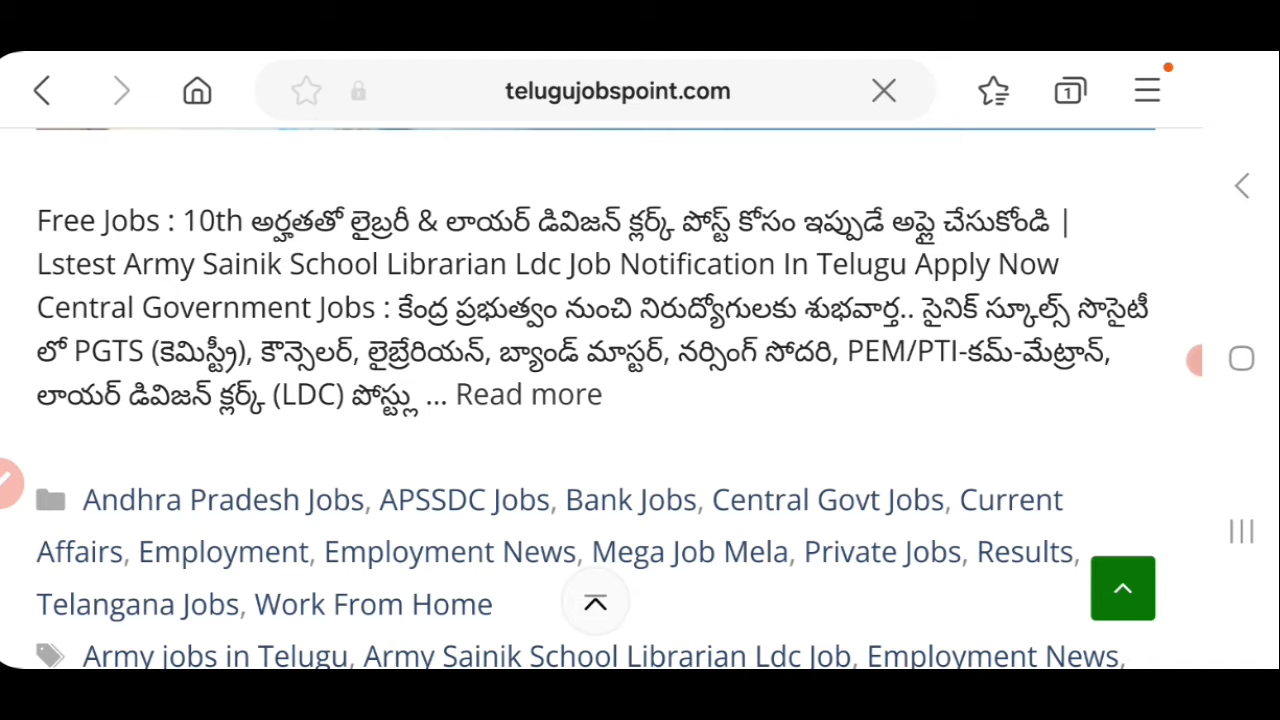 telugujobspoint.com
1
Free Jobs : 10th అర్హతతో లైబ్రరీ & లాయర్ డివిజన్ క్లర్క్ పోస్ట్ కోసం ఇప్పుడే అప్లై చేసుకోండి |
Lstest Army Sainik School Librarian Ldc Job Notification In Telugu Apply Now
Central Government Jobs : కేంద్ర ప్రభుత్వం నుంచి నిరుద్యోగులకు శుభవార్త.. సైనిక్ స్కూల్స్ సొసైటీ
లో PGTS (కెమిస్ట్రీ), కౌన్సెలర్, లైబ్రేరియన్, బ్యాండ్ మాస్టర్, నర్సింగ్ సోదరి, PEM/PTI-కమ్-మేట్రాన్,
లాయర్ డివిజన్ క్లర్క్ (LDC) పోస్ట్లు ... Read more
Andhra Pradesh Jobs, APSSDC Jobs, Bank Jobs, Central Govt Jobs, Current
Affairs, Employment, Employment News, Mega Job Mela, Private Jobs, Results,
Telangana Jobs, Work From Home
Army jobs in Telugu, Army Sainik School Librarian Ldc Job, Employment News,